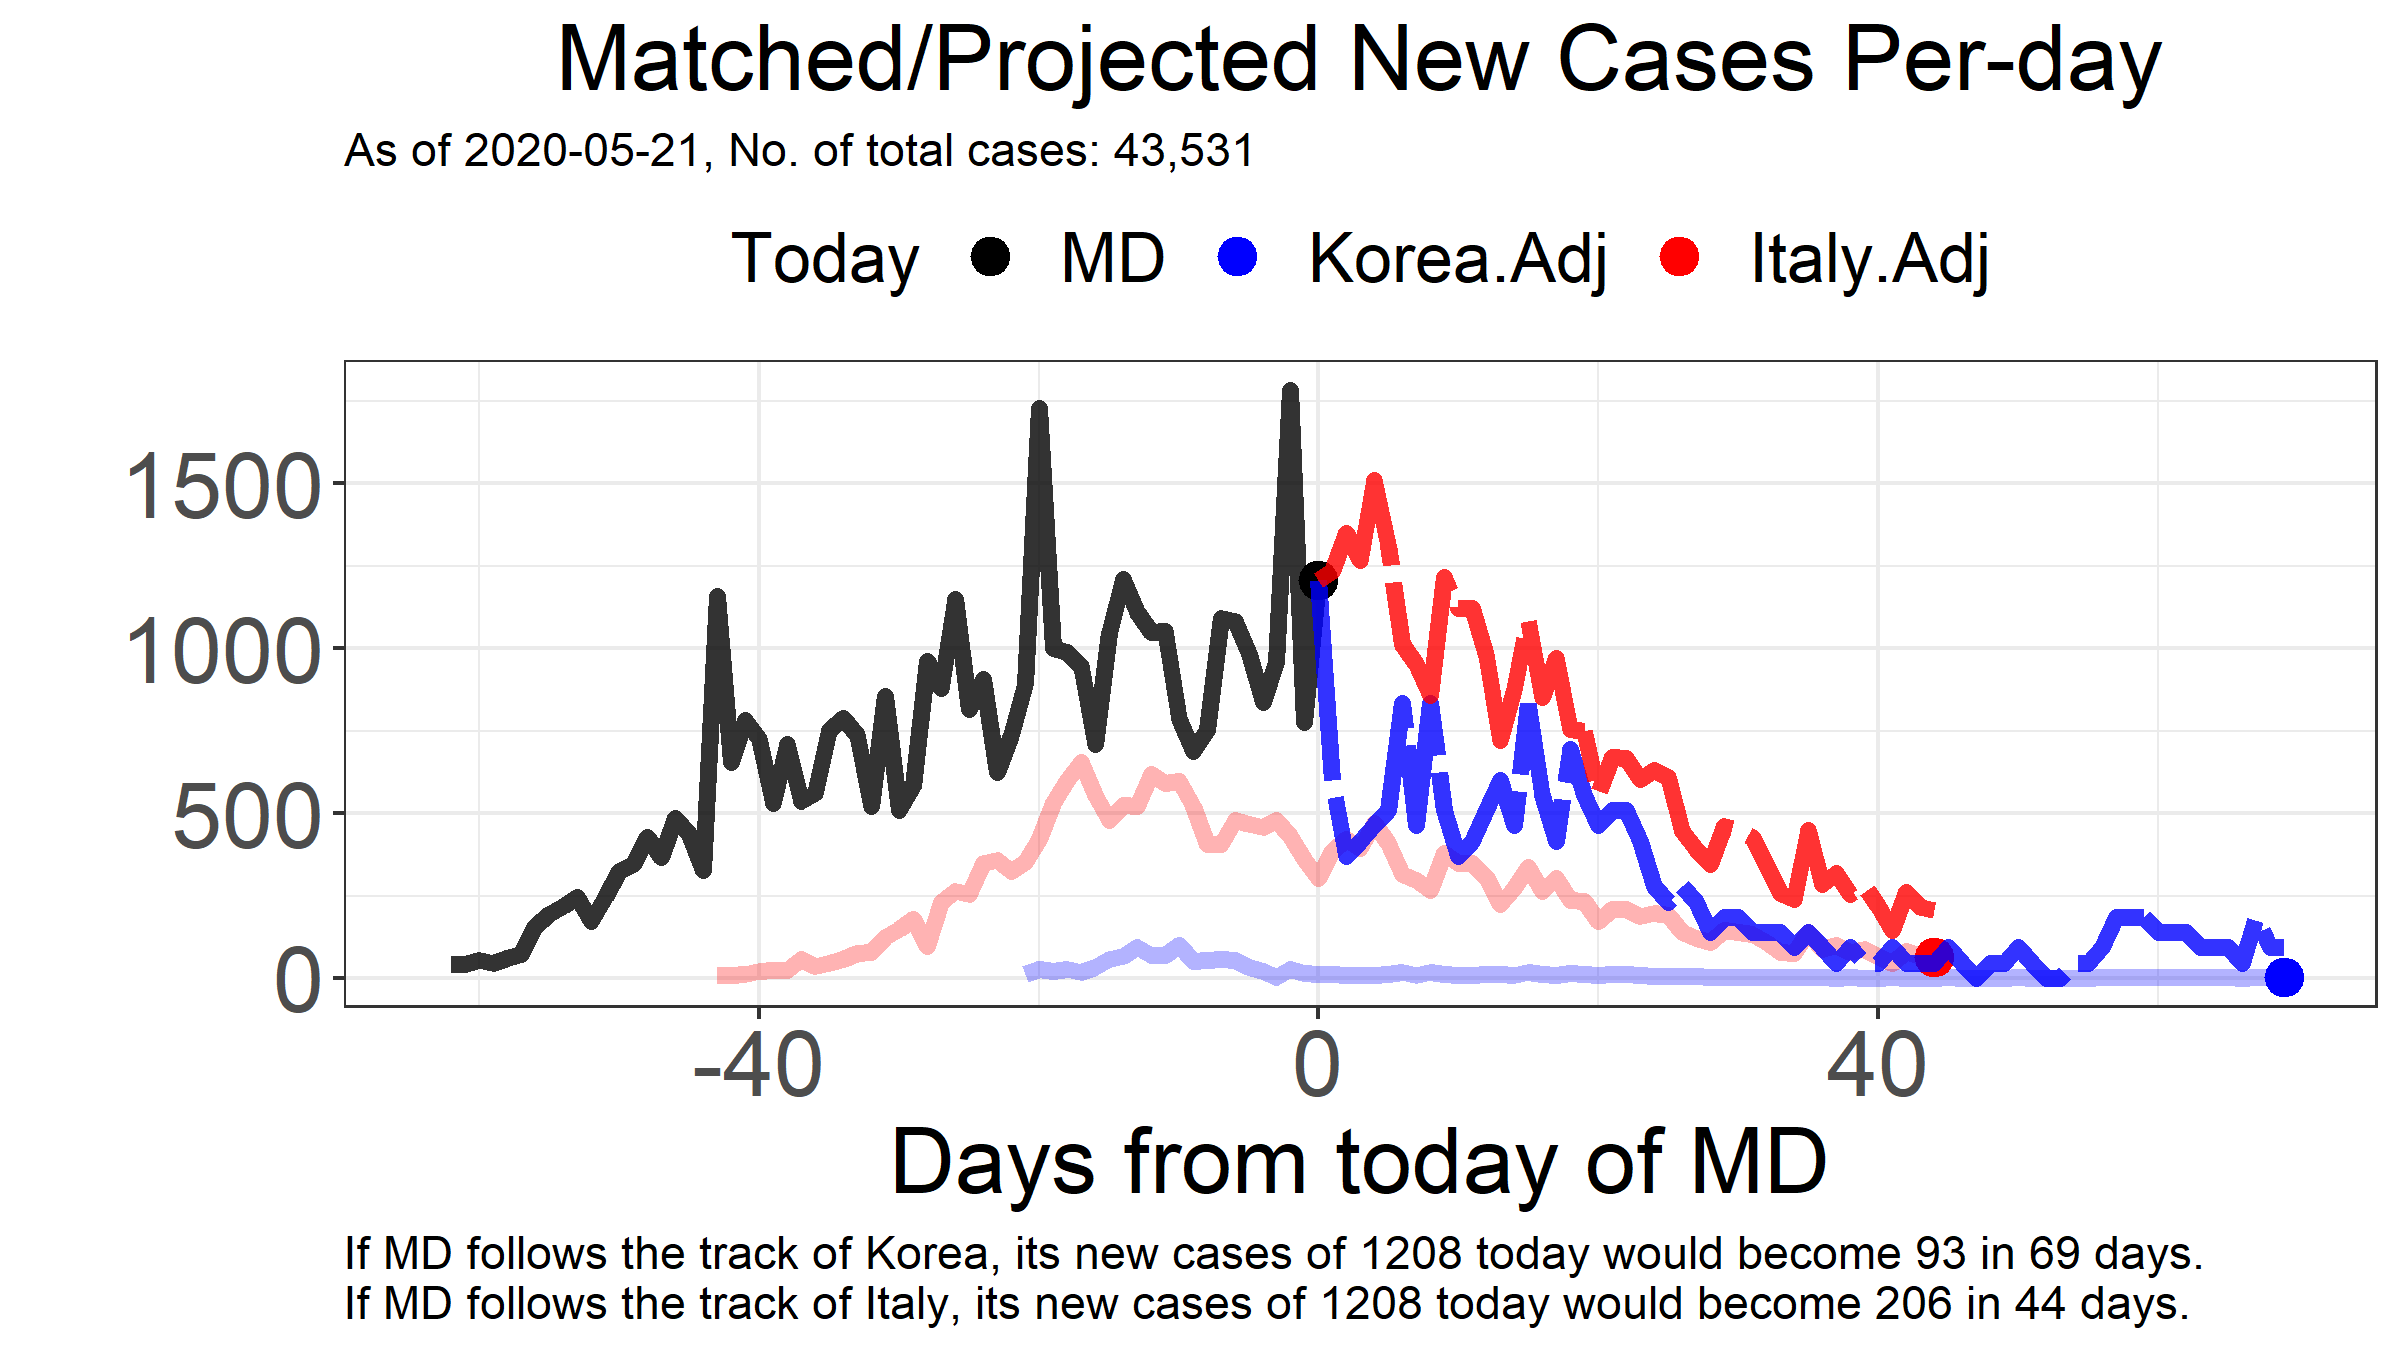 Matched/Projected New Cases Per-day
As of 2020-05-21, No. of total cases: 43,531
Today MD Korea.Adj Italy.Adj
1500
1000
500
0
-40 0 40
Days from today of MD
If MD follows the track of Korea, its new cases of 1208 today would become 93 in 69 days.
If MD follows the track of Italy, its new cases of 1208 today would become 206 in 44 days.